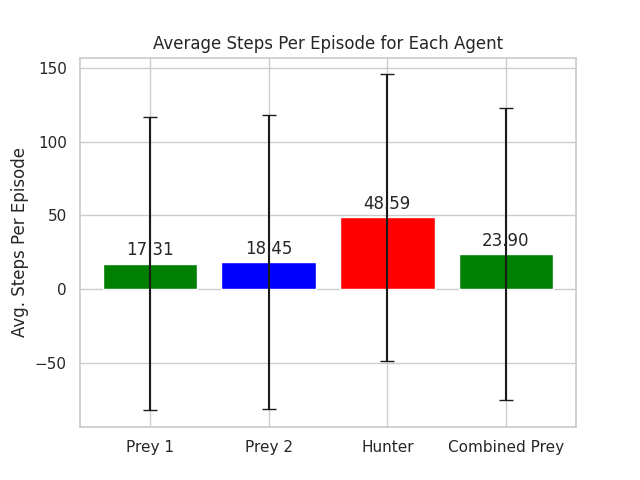 Average Steps Per Episode for Each Agent
Avg. Steps Per Episode
150
100
50
0
−50
17.31
18.45
48.59
23.90
Prey 1
Prey 2
Hunter
Combined Prey